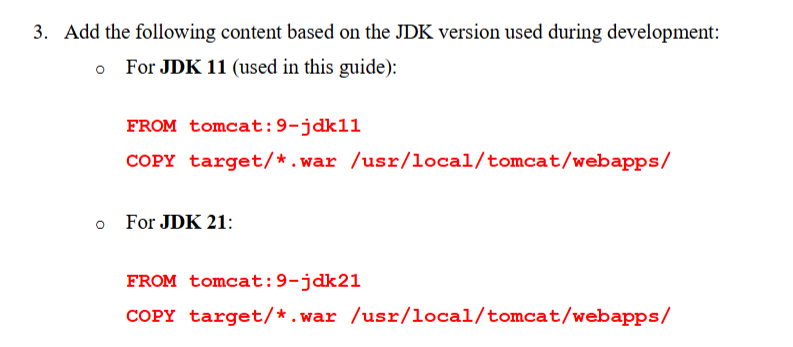 3. Add the following content based on the JDK version used during development:
o For JDK 11 (used in this guide):
FROM tomcat:9-jdk11
COPY target/*.war /usr/local/tomcat/webapps/
o For JDK 21:
FROM tomcat:9-jdk21
COPY target/*.war /usr/local/tomcat/webapps/